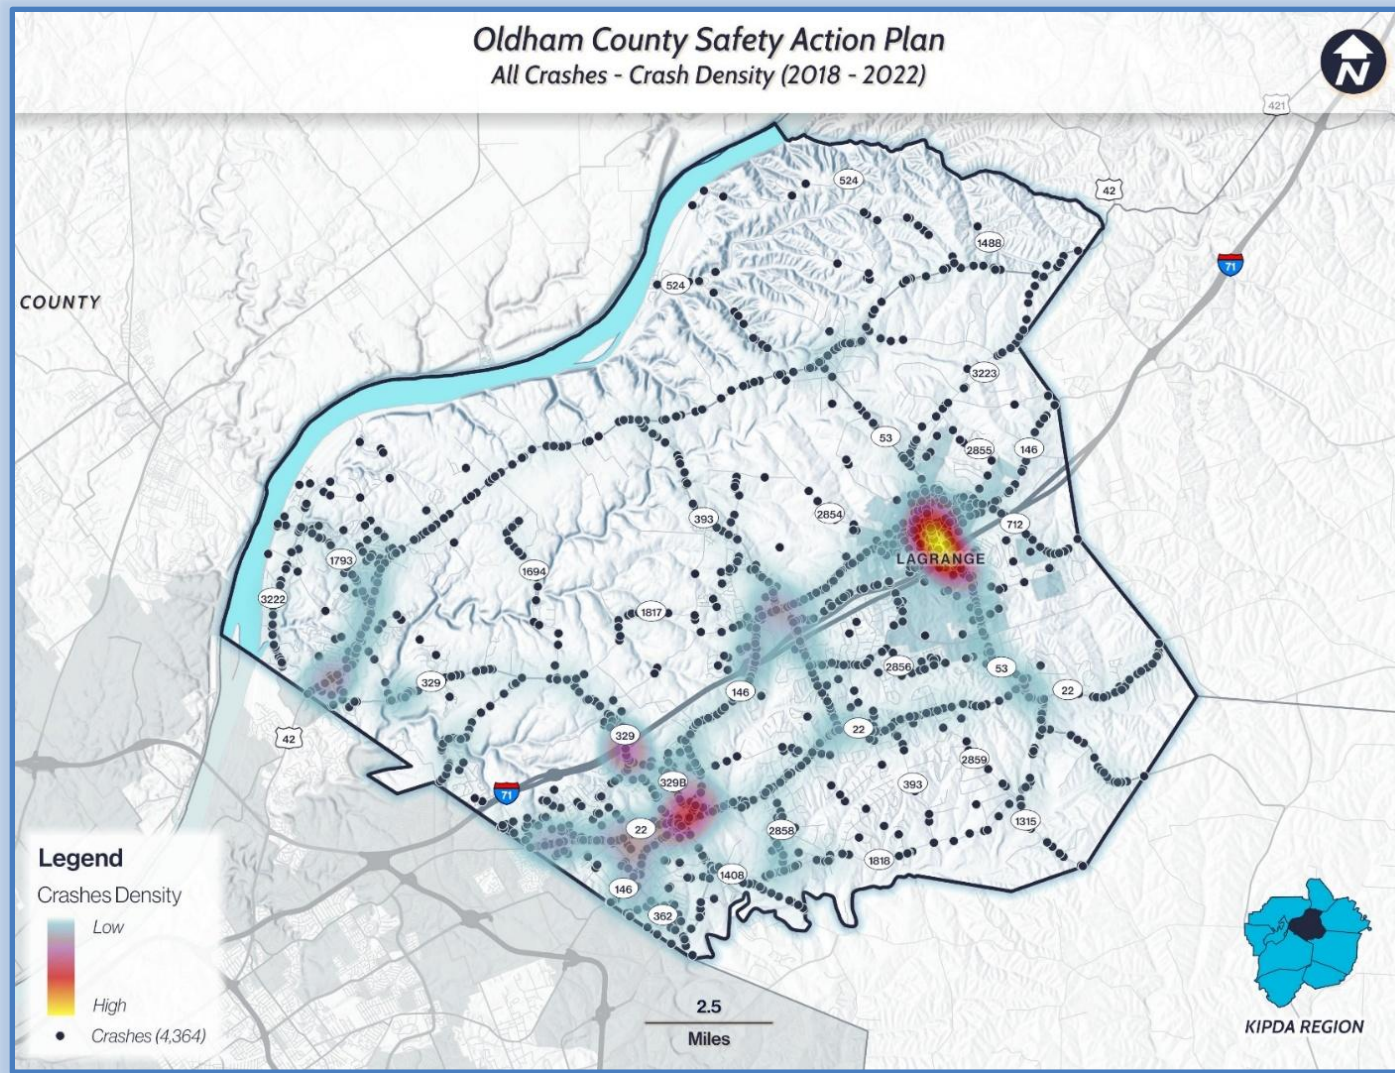 Oldham County Safety Action Plan
All Crashes - Crash Density (2018 - 2022)
N
421
42
524
1488
71
524
COUNTY
3223
53
2855
146
393
2854
712
LAGRANGE
1793
1694
3222
1817
329
146
2856
53
22
42
329
22
71
329B
2859
393
22
2858
1315
1818
146
1408
362
Legend
Crashes Density
Low
High
Crashes (4,364)
2.5
Miles
KIPDA REGION